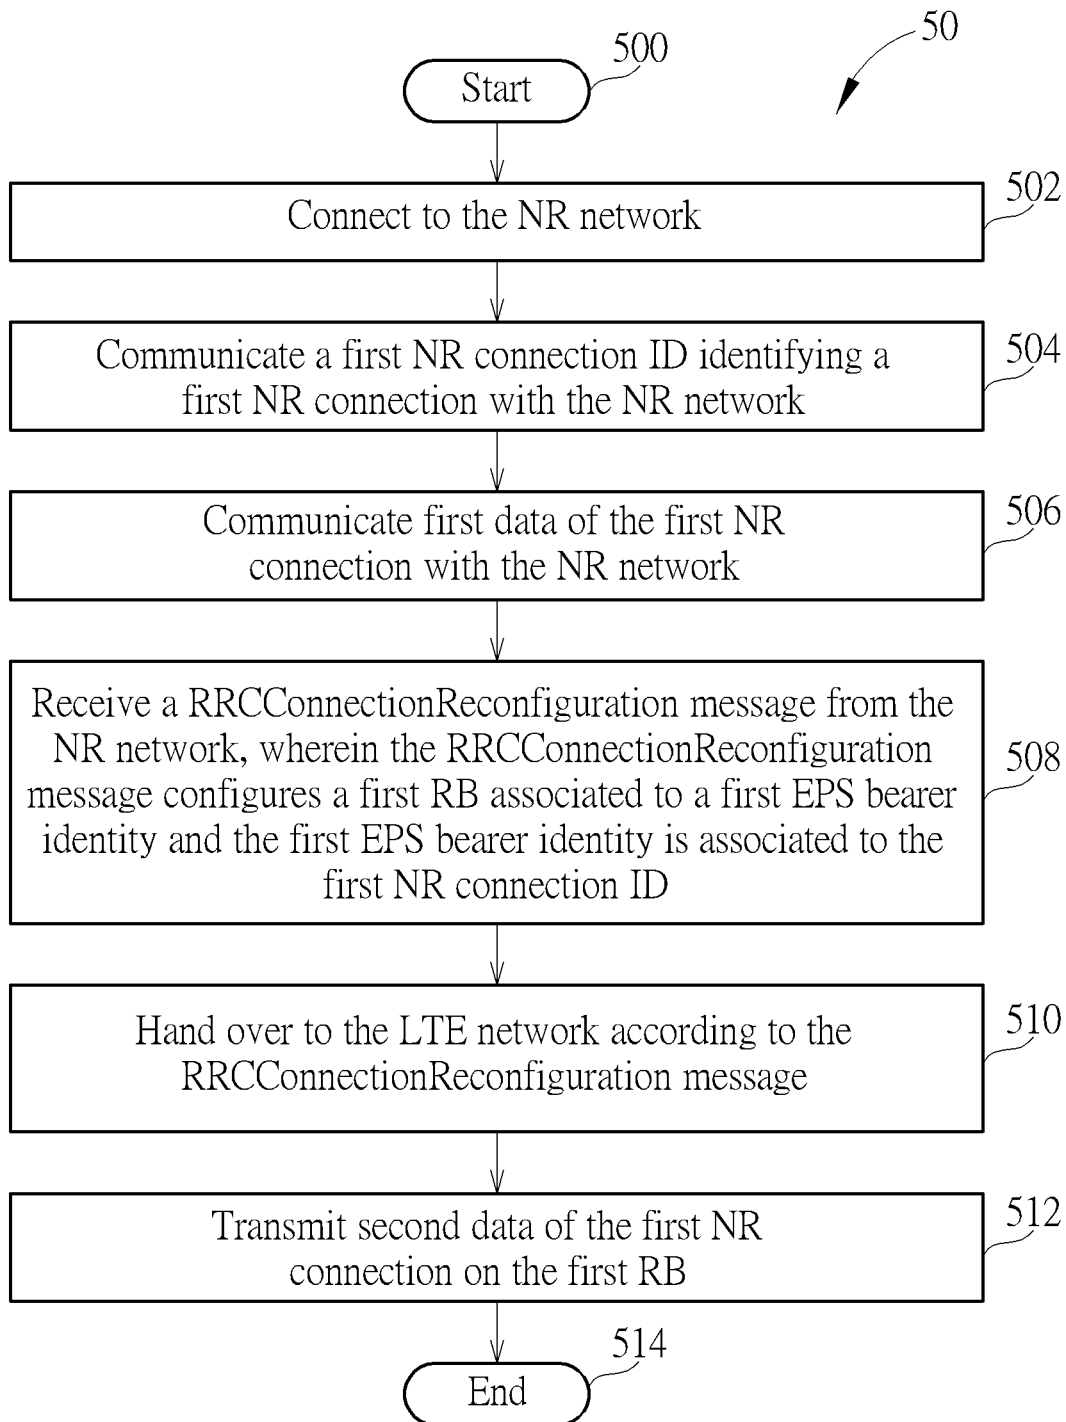 50
Start
500
Connect to the NR network
502
Communicate a first NR connection ID identifying a
first NR connection with the NR network
504
Communicate first data of the first NR
connection with the NR network
506
Receive a RRCConnectionReconfiguration message from the
NR network, wherein the RRCConnectionReconfiguration
message configures a first RB associated to a first EPS bearer
identity and the first EPS bearer identity is associated to the
first NR connection ID
508
Hand over to the LTE network according to the
RRCConnectionReconfiguration message
510
Transmit second data of the first NR
connection on the first RB
512
End
514